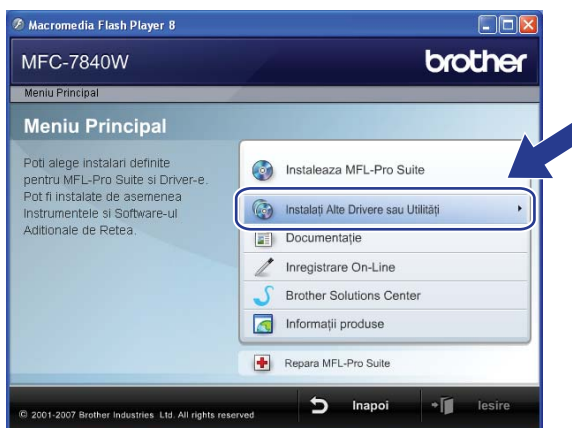 Macromedia Flash Player 8
MFC-7840W
brother
Meniu Principal
Meniu Principal
Poti alege instalari definite
pentru MFL-Pro Suite si Driver-e.
Pot fi instalate de asemenea
Instrumentele si Software-ul
Aditionale de Retea.
Instaleaza MFL-Pro Suite
Instalați Alte Drivere sau Utilități
Documentație
Inregistrare On-Line
Brother Solutions Center
Informații produse
Repara MFL-Pro Suite
© 2001-2007 Brother Industries Ltd. All rights reserved
Inapoi
Iesire